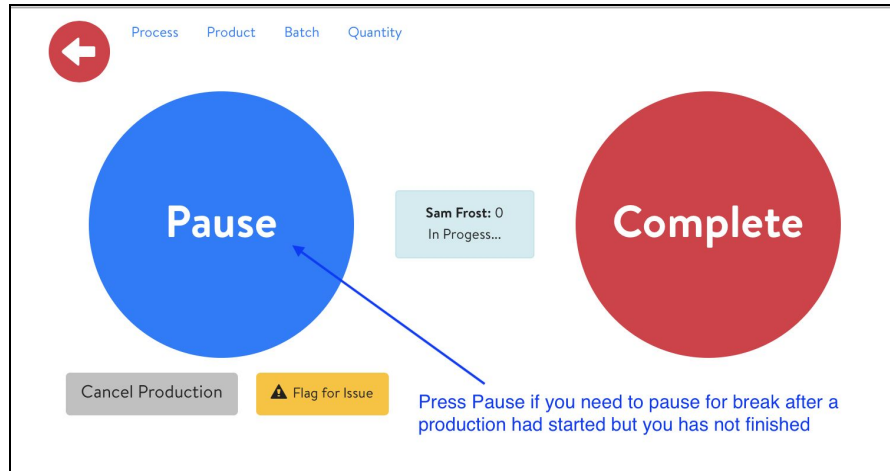 Process Product Batch Quantity
Pause
Sam Frost: 0
In Progess...
Complete
Cancel Production
Flag for Issue
Press Pause if you need to pause for break after a
production had started but you has not finished